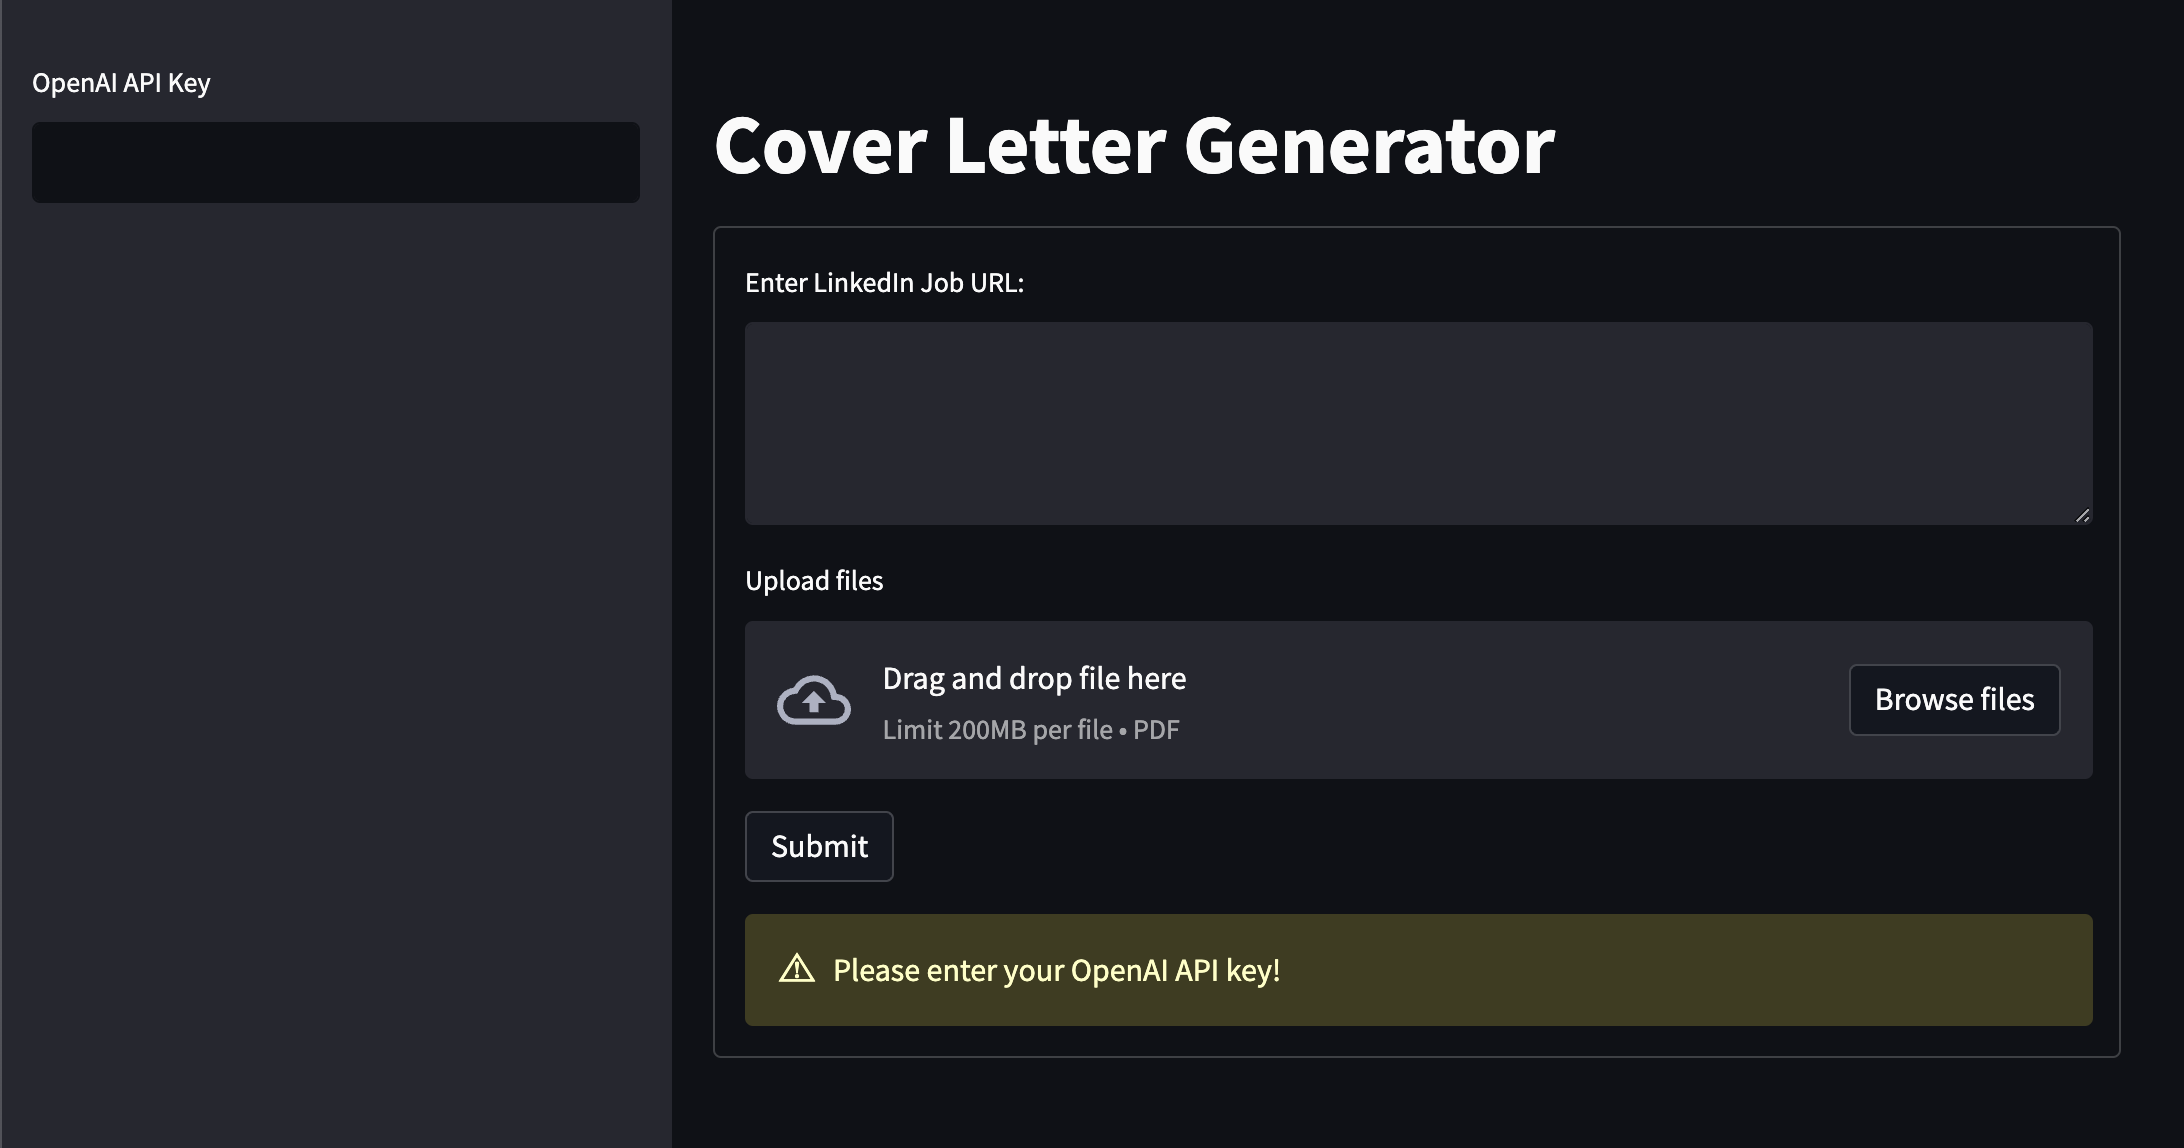 OpenAI API Key
Cover Letter Generator
Enter LinkedIn Job URL:
Upload files
Drag and drop file here
Limit 200MB per file • PDF
Browse files
Submit
Please enter your OpenAI API key!